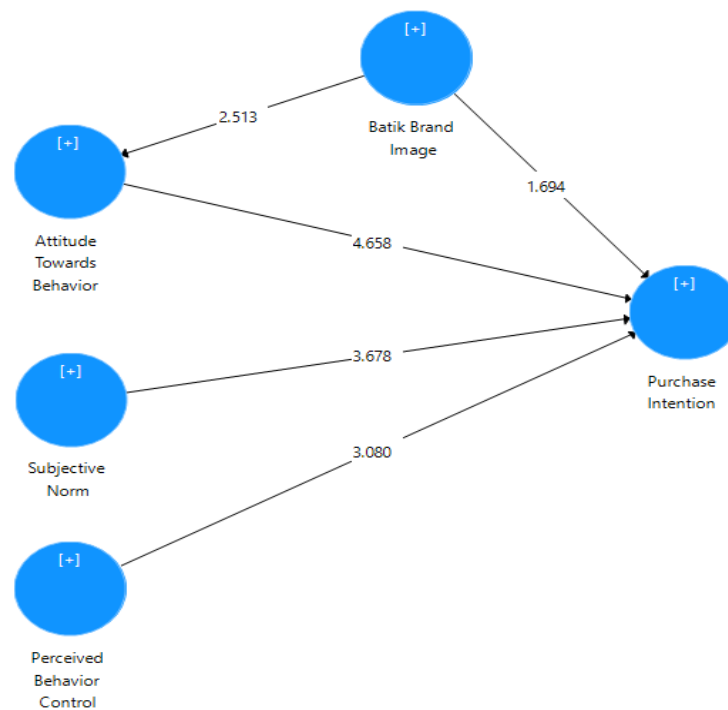 [+]
Batik Brand
Image
2.513
1.694
[+]
Attitude
Towards
Behavior
4.658
[+]
Purchase
Intention
3.678
[+]
Subjective
Norm
3.080
[+]
Perceived
Behavior
Control